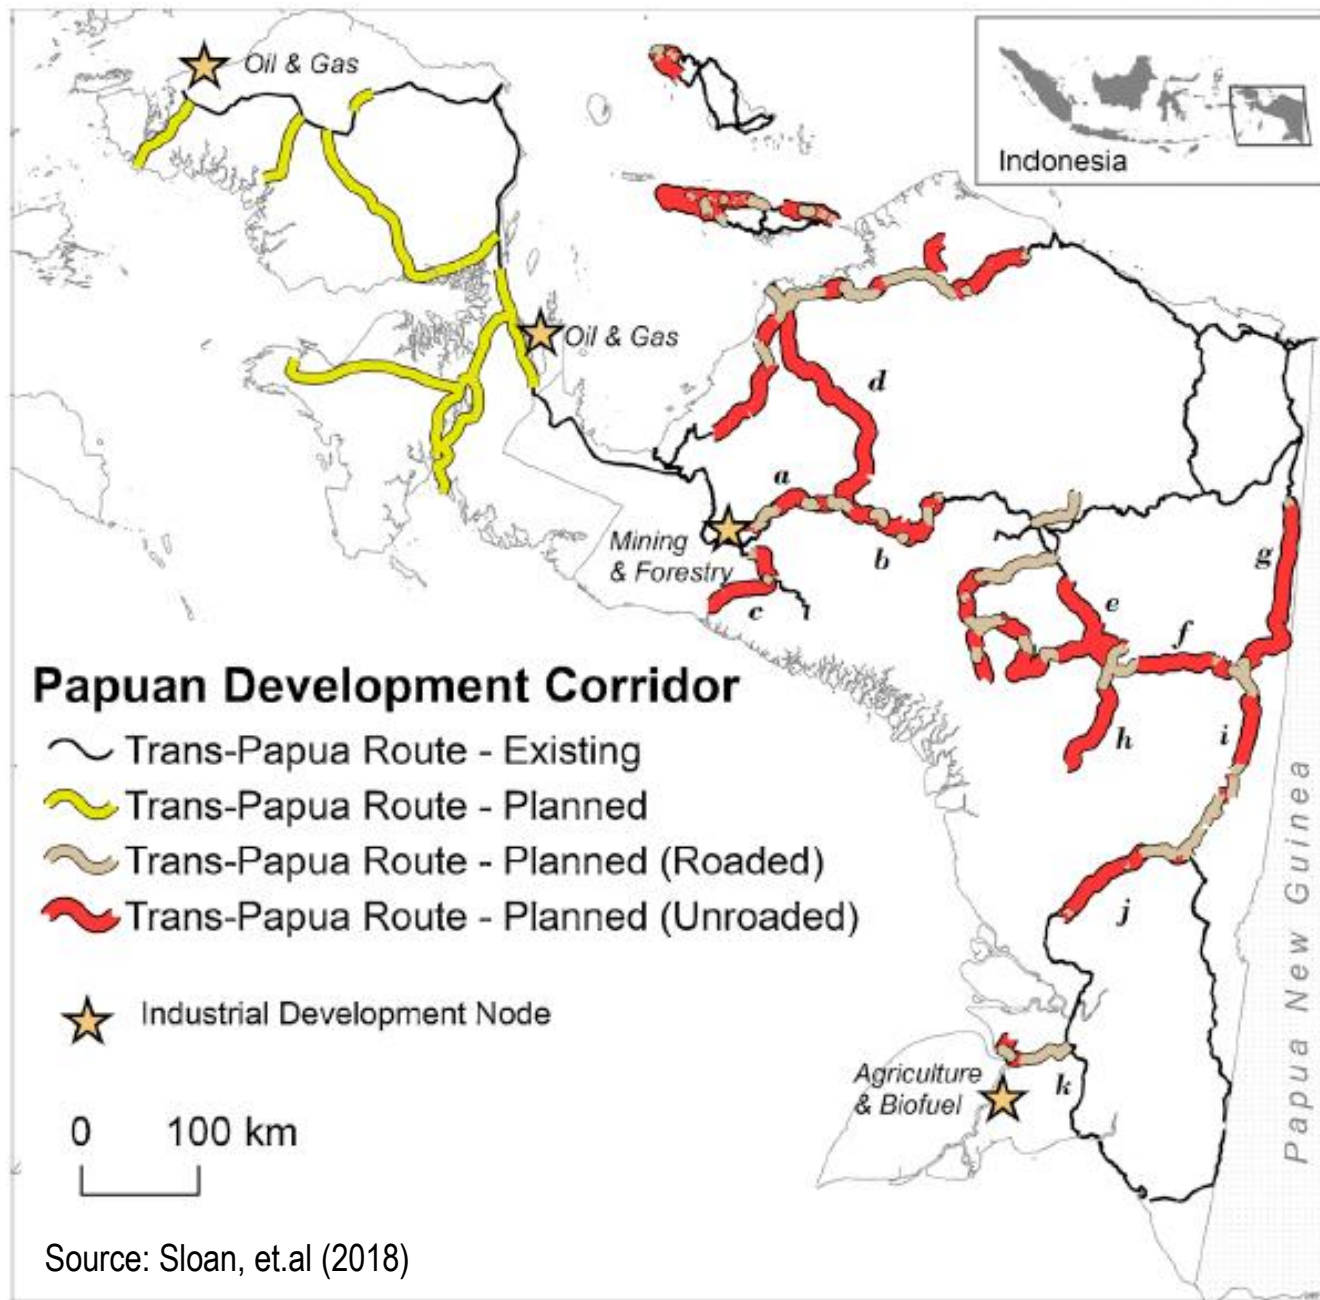 Oil & Gas
Indonesia
Oil & Gas
d
a
Mining
& Forestry
b
c
g
e
f
h
i
Papuan Development Corridor
Trans-Papua Route - Existing
Trans-Papua Route - Planned
Trans-Papua Route - Planned (Roaded)
Trans-Papua Route - Planned (Unroaded)
j
Industrial Development Node
Agriculture
& Biofuel
k
Papua New Guinea
0 100 km
Source: Sloan, et.al (2018)